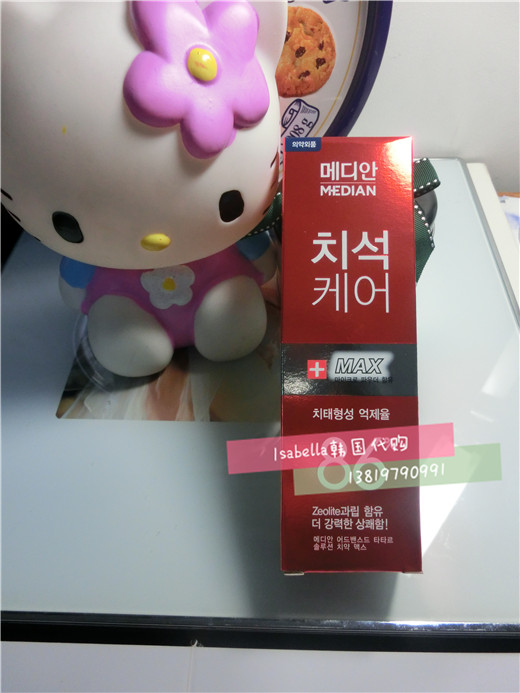 의약외품
메디안
MEDIAN
치석
케어
MAX
치태형성 억제율
86
Isabella韩国代购
13819790991
Zeolite과립 함유
더 강력한 상쾌함!
메디안 어드밴스드 타타르
솔루션 치약 맥스